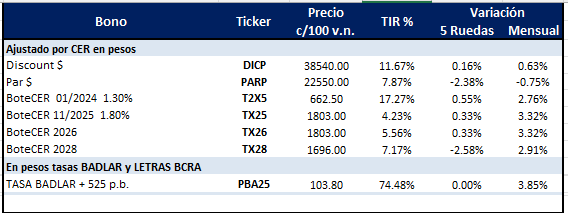 Bono Ticker Precio c/100 v.n. TIR % Variación
5 Ruedas Mensual
Ajustado por CER en pesos
Discount $ DICP 38540.00 11.67% 0.16% 0.63%
Par $ PARP 22550.00 7.87% -2.38% -0.75%
BoteCER 01/2024 1.30% T2X5 662.50 17.27% 0.55% 2.76%
BoteCER 11/2025 1.80% TX25 1803.00 4.23% 0.33% 3.32%
BoteCER 2026 TX26 1803.00 5.56% 0.33% 3.32%
BoteCER 2028 TX28 1696.00 7.17% -2.58% 2.91%
En pesos tasas BADLAR y LETRAS BCRA
TASA BADLAR + 525 p.b. PBA25 103.80 74.48% 0.00% 3.85%